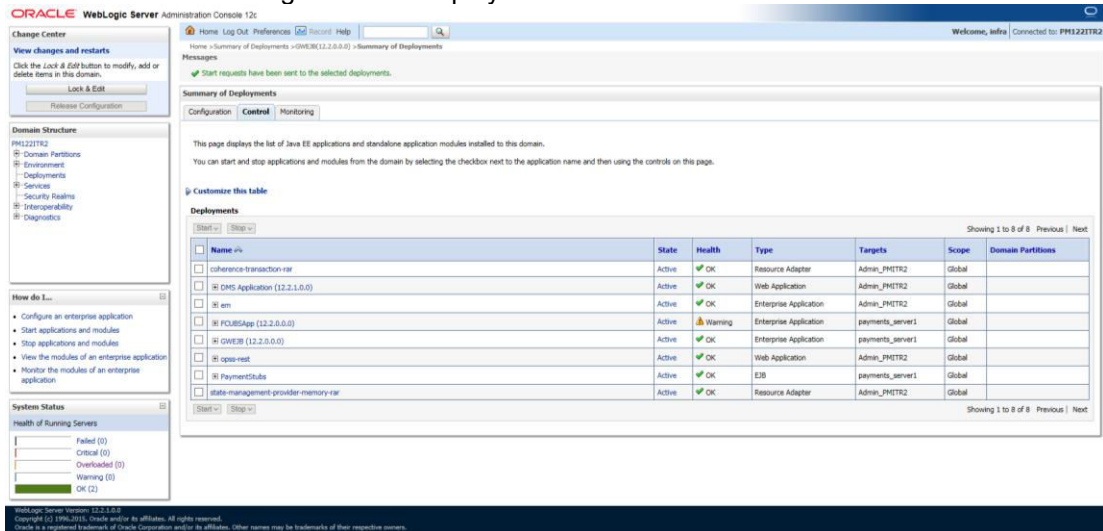 ORACLE WebLogic Server Administration Console 12c
Change Center
View changes and restarts
Click the Lock & Edit button to modify, add or
delete items in this domain.
Lock & Edit
Release Configuration
Domain Structure
PM122ITR2
Domain Partitions
Environment
Deployments
Services
Security Realms
Interoperability
Diagnostics
How do I...
Configure an enterprise application
Start applications and modules
Stop applications and modules
View the modules of an enterprise application
Monitor the modules of an enterprise
application
System Status
Health of Running Servers
Failed (0)
Critical (0)
Overloaded (0)
Warning (0)
OK (2)
Home Log Out Preferences Record Help
Welcome, infra Connected to: PM122ITR2
Home >Summary of Deployments >GWEJB(12.2.0.0.0) >Summary of Deployments
Messages
Start requests have been sent to the selected deployments.
Summary of Deployments
Configuration Control Monitoring
This page displays the list of Java EE applications and standalone application modules installed to this domain.
You can start and stop applications and modules from the domain by selecting the checkbox next to the application name and then using the controls on this page.
Customize this table
Deployments
Start Stop Showing 1 to 8 of 8 Previous | Next
Name State Health Type Targets Scope Domain Partitions
coherence-transaction-rar Active OK Resource Adapter Admin_PMITR2 Global
DMS Application (12.2.1.0.0) Active OK Web Application Admin_PMITR2 Global
em Active OK Enterprise Application Admin_PMITR2 Global
FCUBSApp (12.2.0.0.0) Active Warning Enterprise Application payments_server1 Global
GWEJB (12.2.0.0.0) Active OK Enterprise Application payments_server1 Global
opss-rest Active OK Web Application Admin_PMITR2 Global
PaymentStubs Active OK EJB payments_server1 Global
state-management-provider-memory-rar Active OK Resource Adapter Admin_PMITR2 Global
Start Stop Showing 1 to 8 of 8 Previous | Next
WebLogic Server Version: 12.2.1.0.0
Copyright (c) 1996,2015, Oracle and/or its affiliates. All rights reserved.
Oracle is a registered trademark of Oracle Corporation and/or its affiliates. Other names may be trademarks of their respective owners.